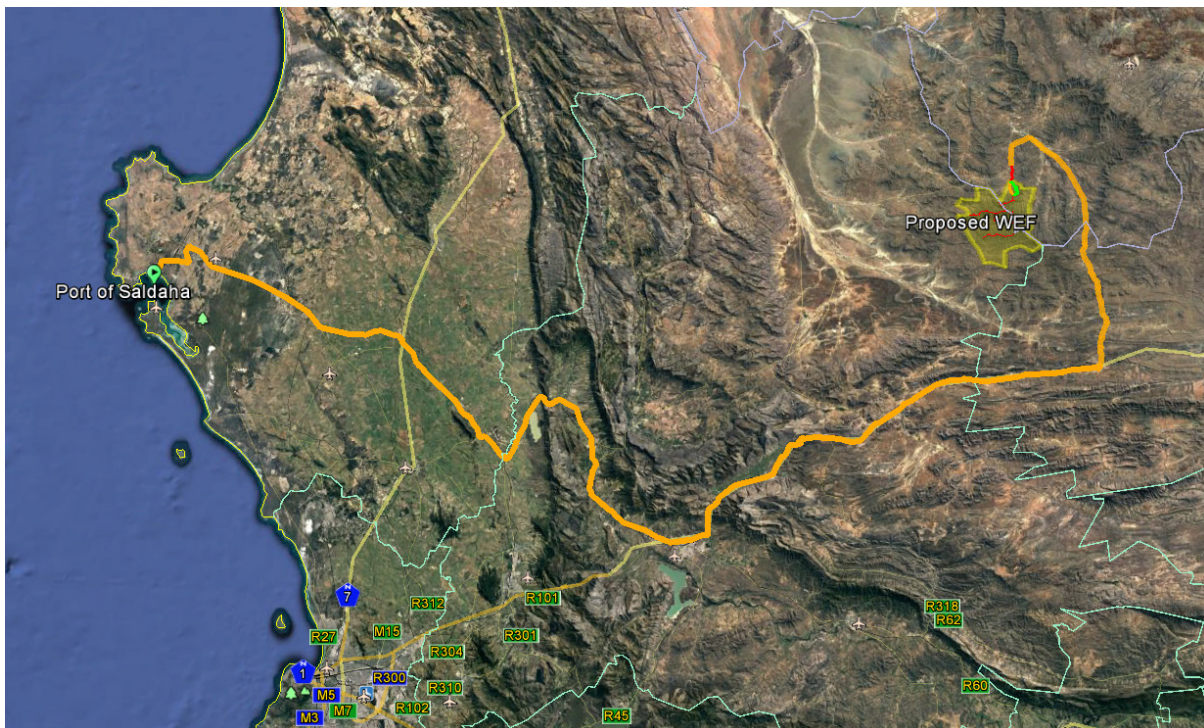 Proposed WEF
Port of Saldaha
R318
R62
R312
R101
N
7
R27
M15
R301
R304
N
1
R300
R60
M5
R310
M7
R102
M3
R45